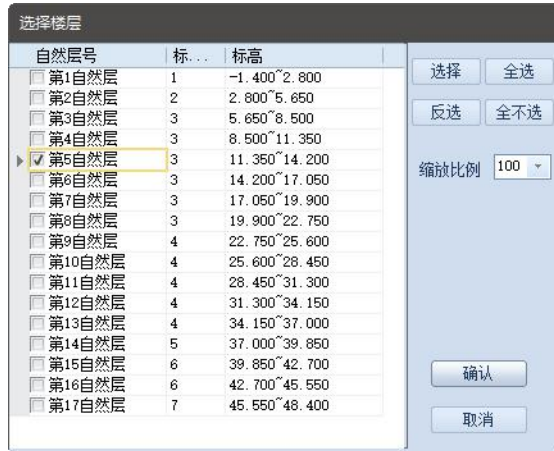 选择楼层
自然层号 标... 标高
第1自然层 1 -1.400~2.800
第2自然层 2 2.800~5.650
第3自然层 3 5.650~8.500
第4自然层 3 8.500~11.350
第5自然层 3 11.350~14.200
第6自然层 3 14.200~17.050
第7自然层 3 17.050~19.900
第8自然层 3 19.900~22.750
第9自然层 4 22.750~25.600
第10自然层 4 25.600~28.450
第11自然层 4 28.450~31.300
第12自然层 4 31.300~34.150
第13自然层 4 34.150~37.000
第14自然层 5 37.000~39.850
第15自然层 6 39.850~42.700
第16自然层 6 42.700~45.550
第17自然层 7 45.550~48.400
选择 全选
反选 全不选
缩放比例 100
确认
取消